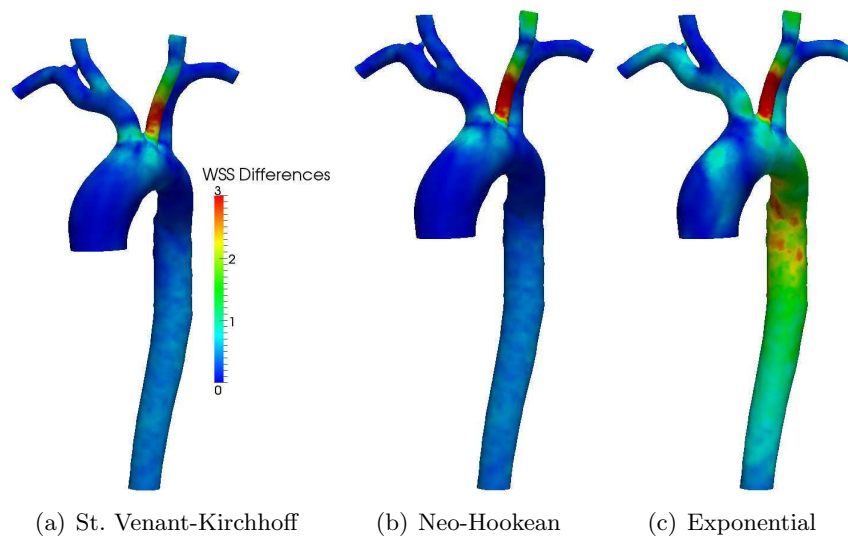 WSS Differences
3
2
1
0
(a) St. Venant-Kirchhoff
(b) Neo-Hookean
(c) Exponential